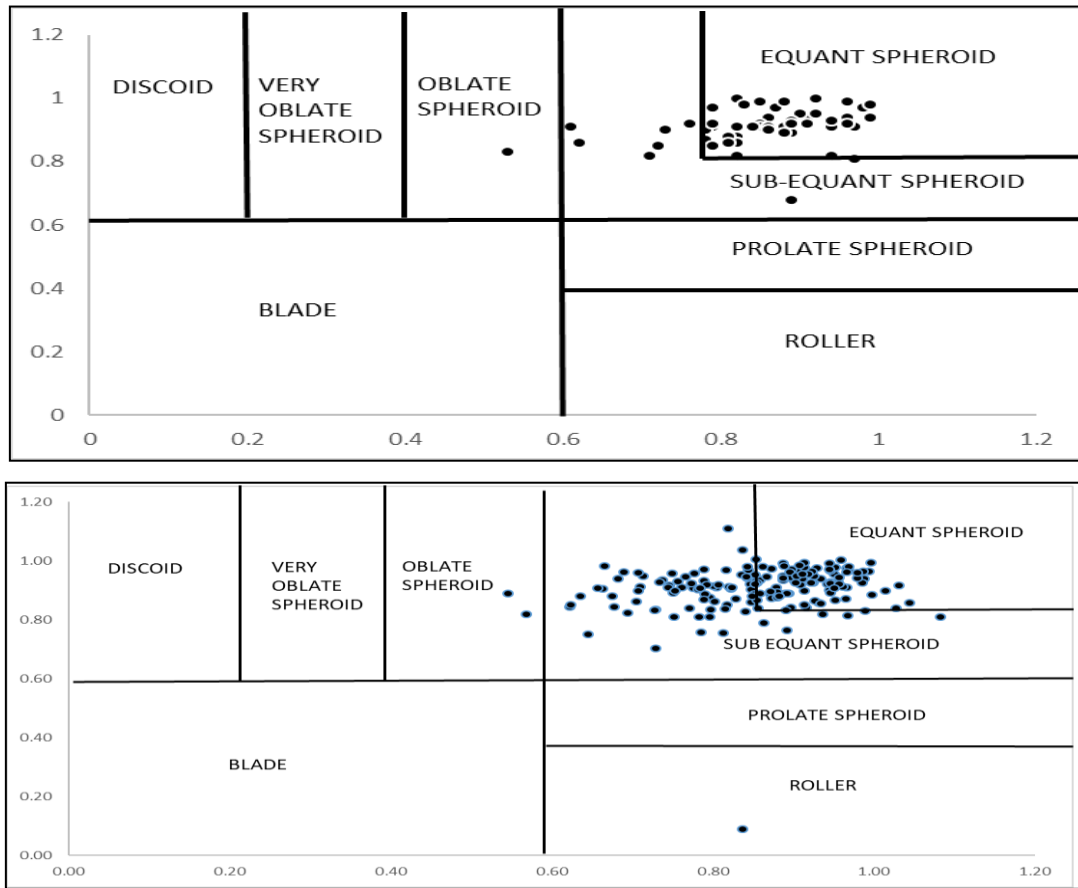 1.2
EQUANT SPHEROID
DISCOID
VERY
OBLATE
SPHEROID
OBLATE
SPHEROID
1
0.8
SUB-EQUANT SPHEROID
0.6
PROLATE SPHEROID
0.4
BLADE
ROLLER
0.2
0
0 0.2 0.4 0.6 0.8 1 1.2
1.20
EQUANT SPHEROID
DISCOID
VERY
OBLATE
SPHEROID
OBLATE
SPHEROID
1.00
0.80
SUB EQUANT SPHEROID
0.60
PROLATE SPHEROID
0.40
BLADE
ROLLER
0.20
0.00
0.00 0.20 0.40 0.60 0.80 1.00 1.20